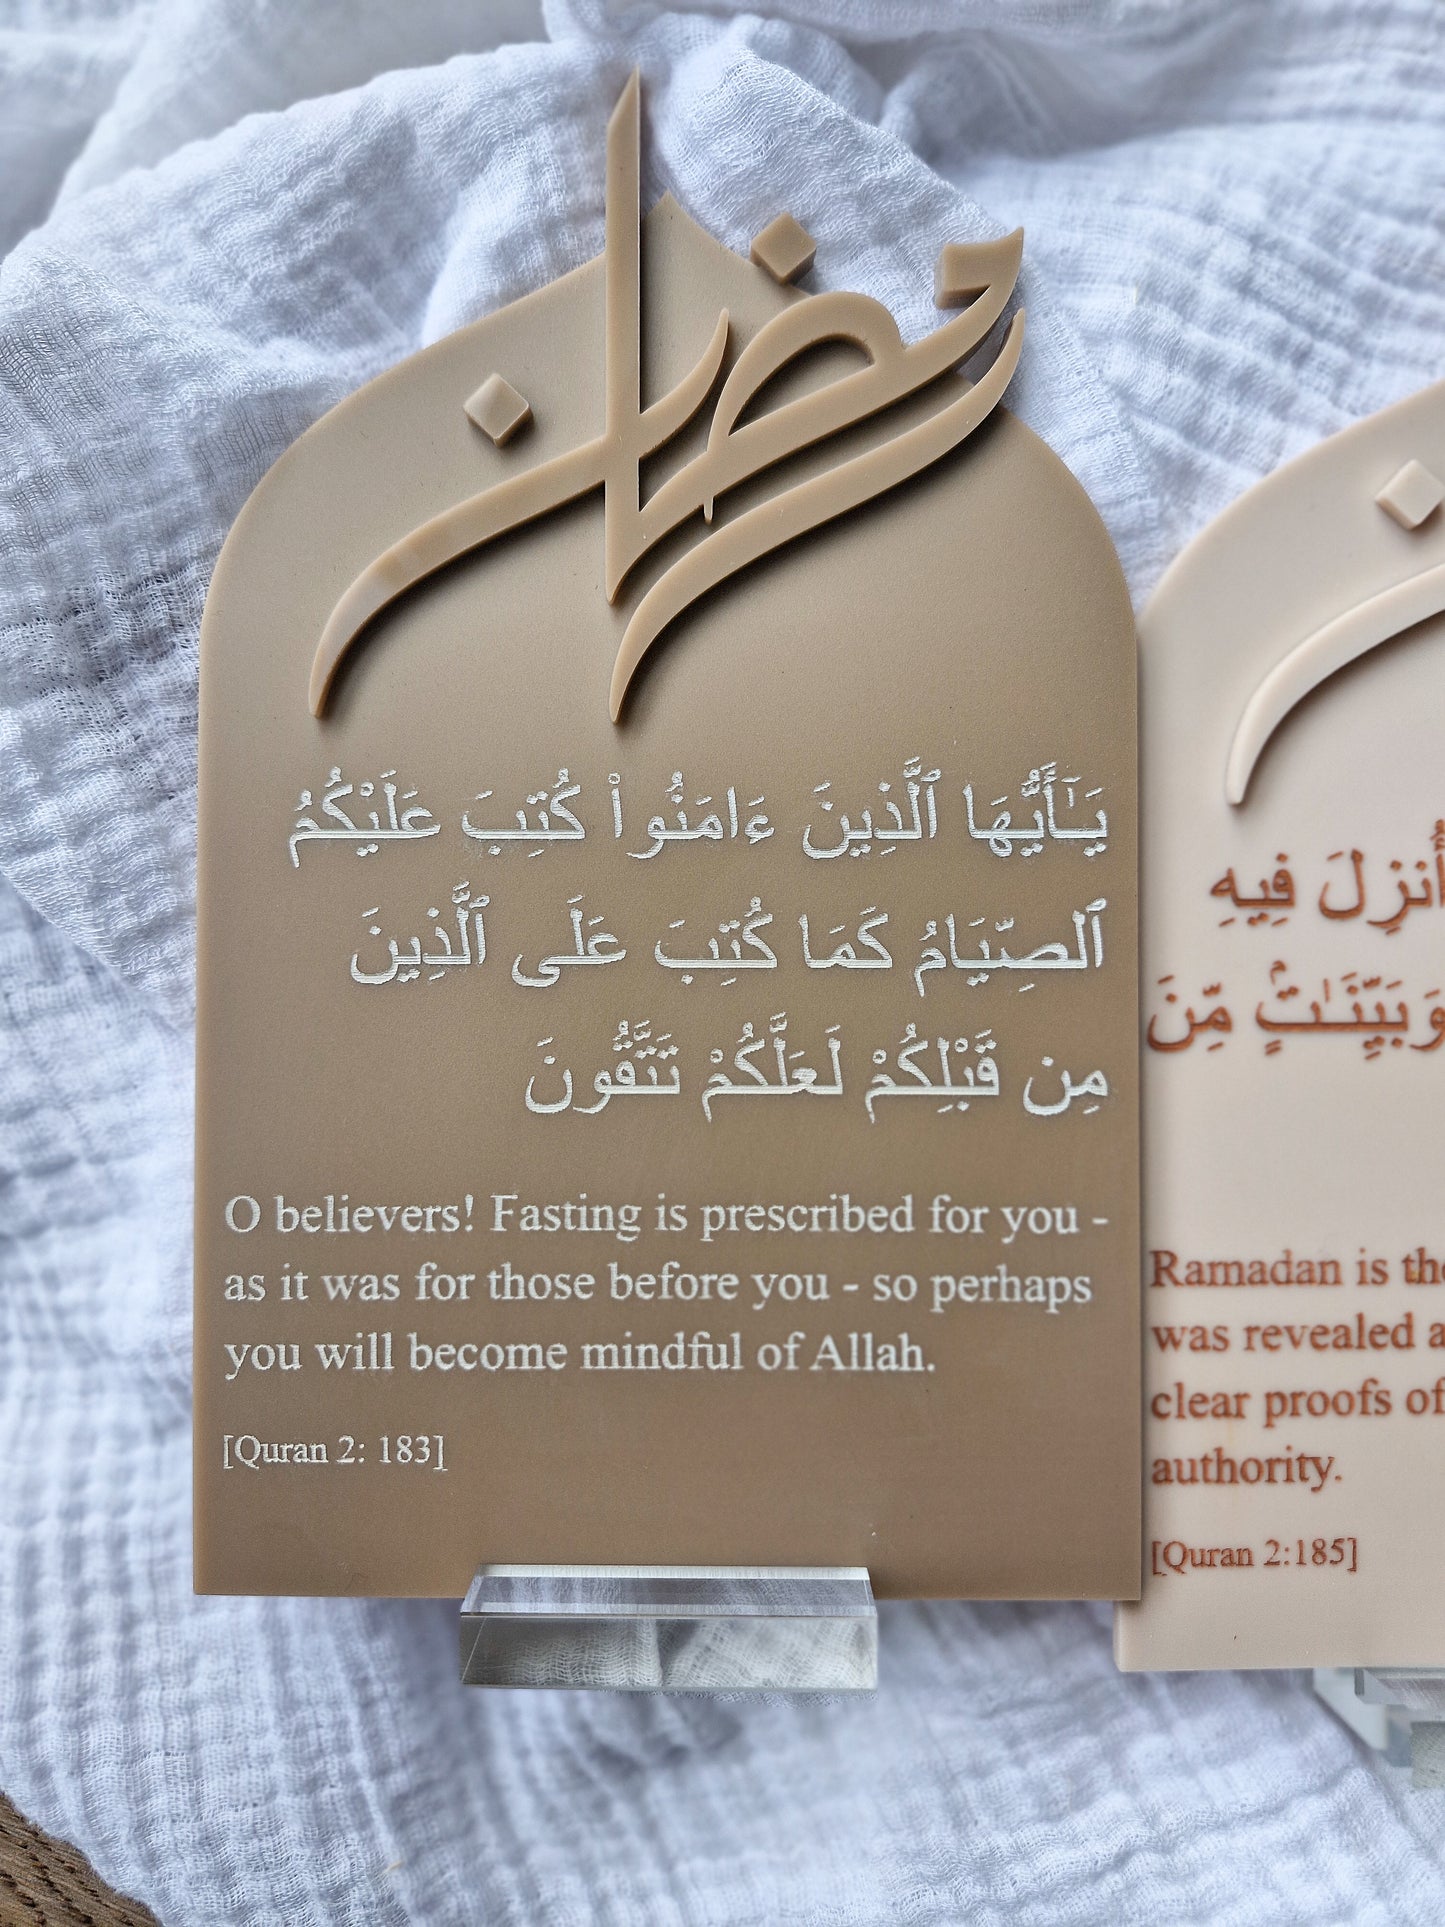 رمضان
يَـٰٓأَيُّهَا ٱلَّذِينَ ءَامَنُوا۟ كُتِبَ عَلَيْكُمُ
ٱلصِّيَامُ كَمَا كُتِبَ عَلَى ٱلَّذِينَ
مِن قَبْلِكُمْ لَعَلَّكُمْ تَتَّقُونَ
O believers! Fasting is prescribed for you -
as it was for those before you - so perhaps
you will become mindful of Allah.
[Quran 2: 183]
أُنزِلَ فِيهِ
وَبَيِّنَـٰتٍۢ مِّنَ
Ramadan is the
was revealed a
clear proofs of
authority.
[Quran 2:185]